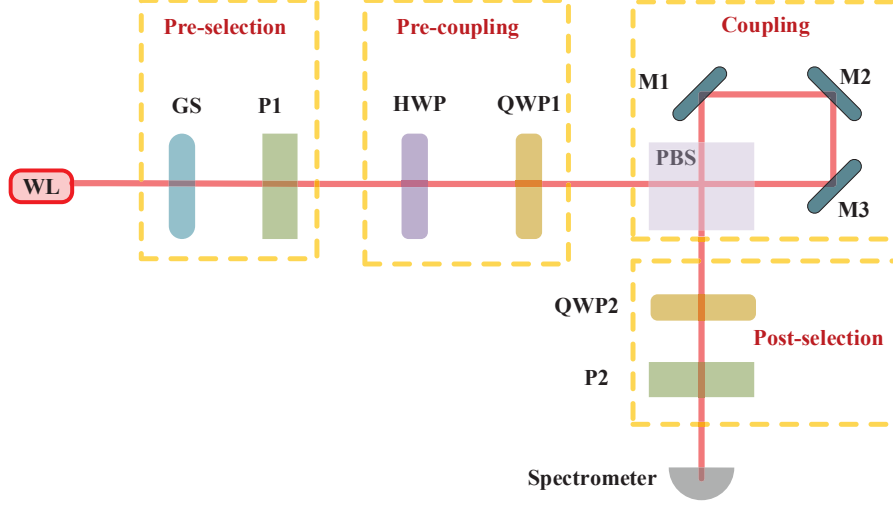 Pre-selection
Pre-coupling
Coupling
GS
P1
HWP
QWP1
M1
M2
PBS
WL
M3
QWP2
Post-selection
P2
Spectrometer